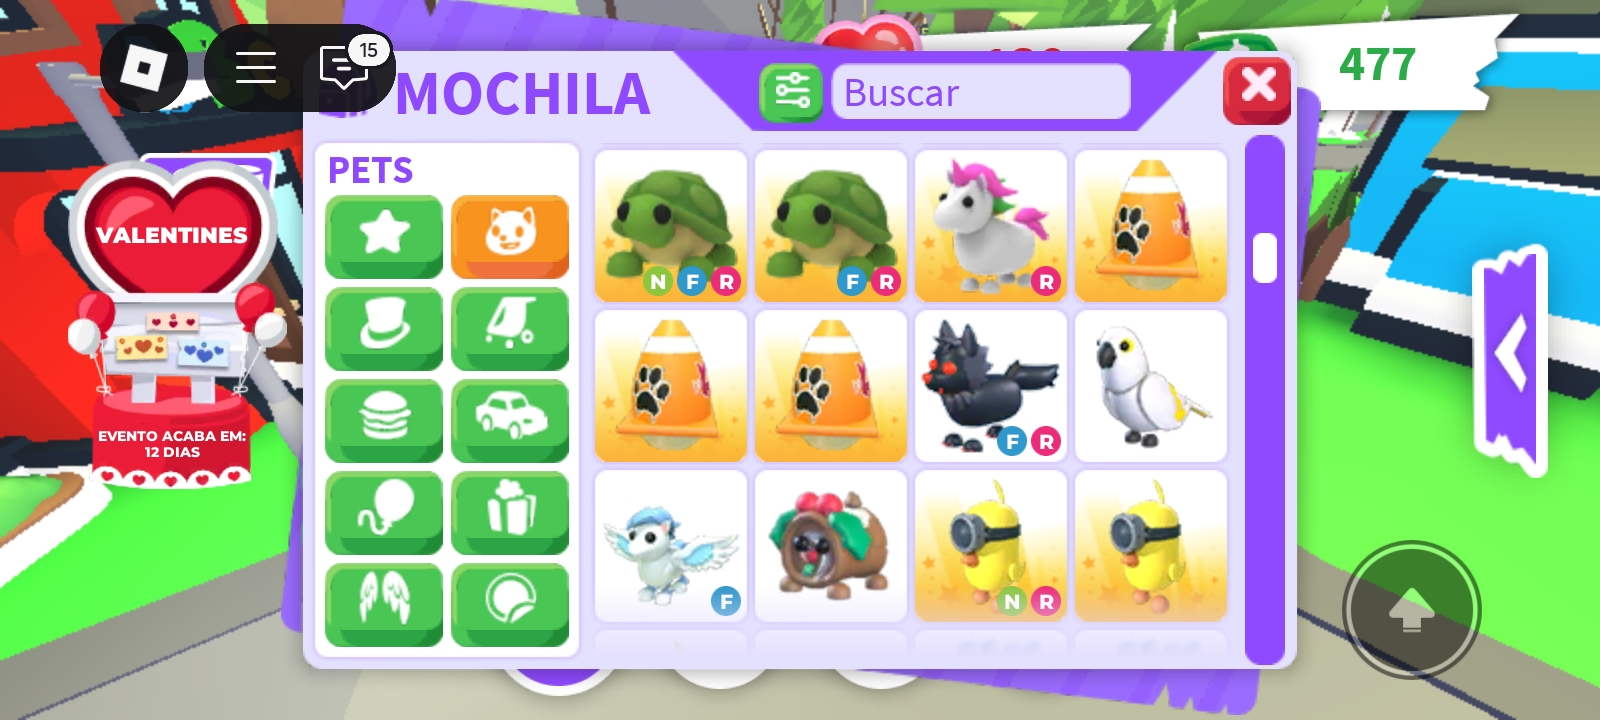 15
MOCHILA
Buscar
477
PETS
VALENTINES
N F R
F R
R
F R
EVENTO ACABA EM:
12 DIAS
F
N R